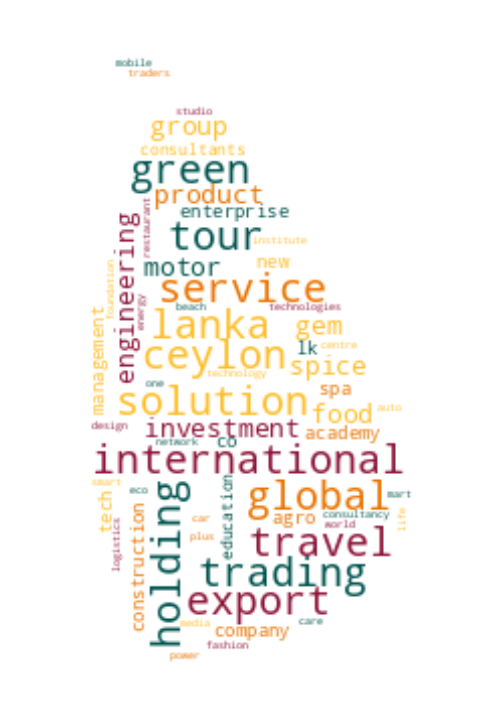 mobile
traders
studio
group
consultants
green
product
restaurant
enterprise
engineering
tour
institute
motor
new
foundation
service
energy
beach
technologies
lanka
gem
management
ceylon
lk
centre
spice
technology
one
spa
solution
food
auto
design
investment
academy
network
co
international
smart
tech
eco
holding
education
global
mart
logistics
construction
car
agro
consultancy
world
life
plus
travel
trading
export
media
company
care
fashion
power